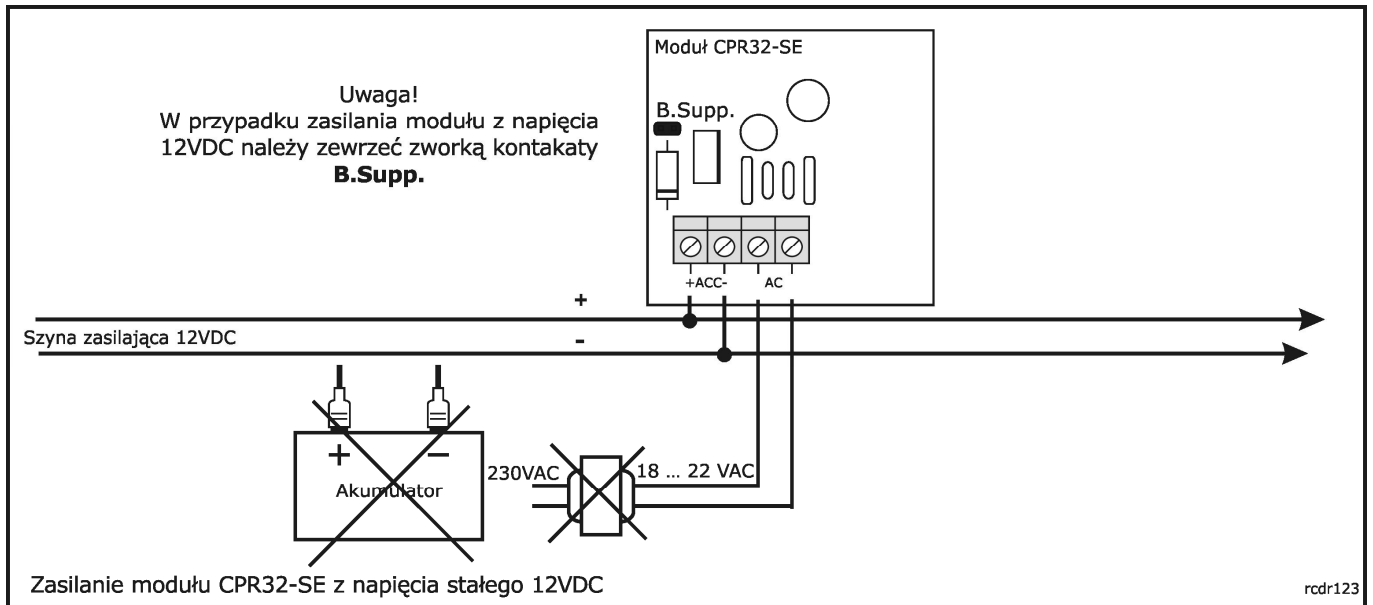 Moduł CPR32-SE
Uwaga!
W przypadku zasilania modułu z napięcia
12VDC należy zewrzeć zworką kontakaty
B.Supp.
B.Supp.
+ACC-
AC
+
Szyna zasilająca 12VDC
-
+
−
Akumulator
230VAC
18 ... 22 VAC
Zasilanie modułu CPR32-SE z napięcia stałego 12VDC
rcdr123